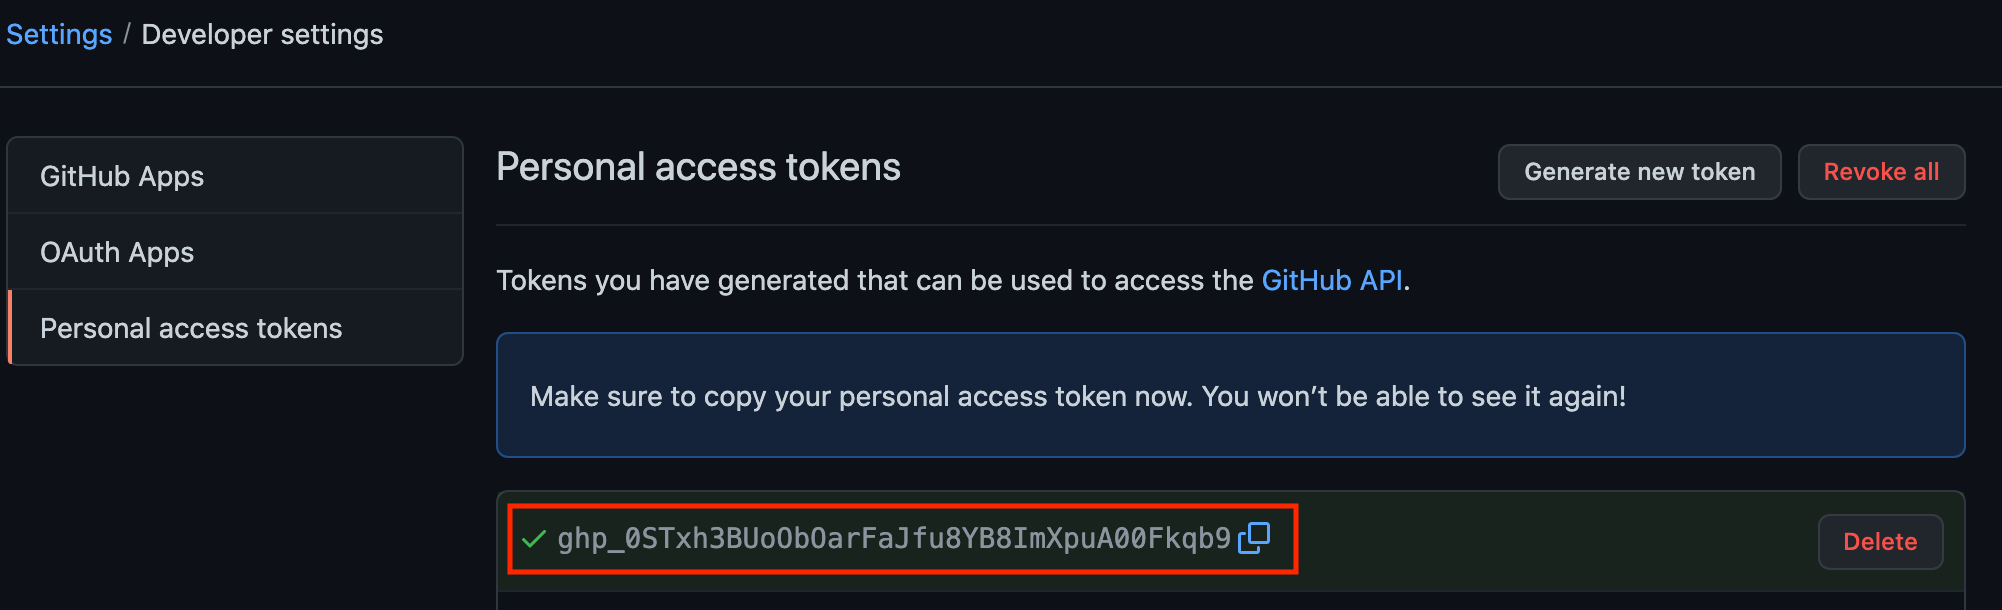 Settings / Developer settings
GitHub Apps
OAuth Apps
Personal access tokens
Personal access tokens
Generate new token
Revoke all
Tokens you have generated that can be used to access the GitHub API.
Make sure to copy your personal access token now. You won’t be able to see it again!
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
Delete